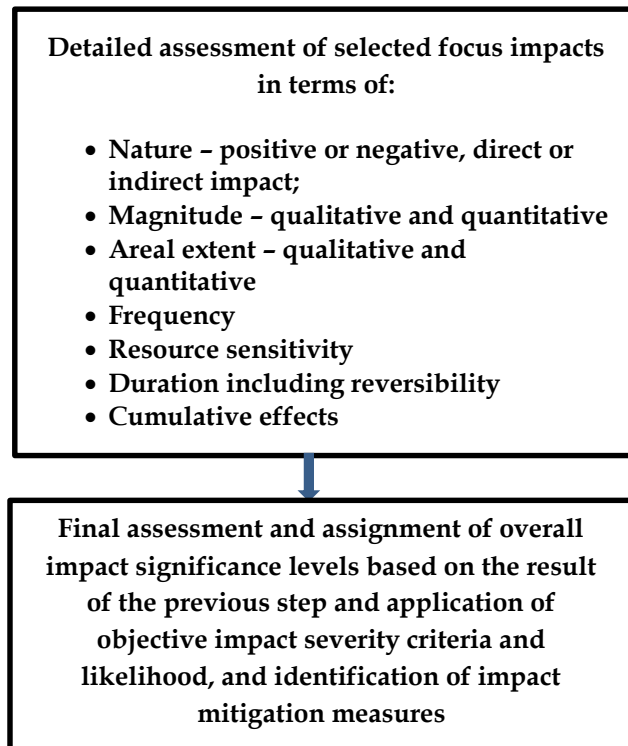 Detailed assessment of selected focus impacts
in terms of:
• Nature – positive or negative, direct or
indirect impact;
• Magnitude – qualitative and quantitative
• Areal extent – qualitative and
quantitative
• Frequency
• Resource sensitivity
• Duration including reversibility
• Cumulative effects
Final assessment and assignment of overall
impact significance levels based on the result
of the previous step and application of
objective impact severity criteria and
likelihood, and identification of impact
mitigation measures